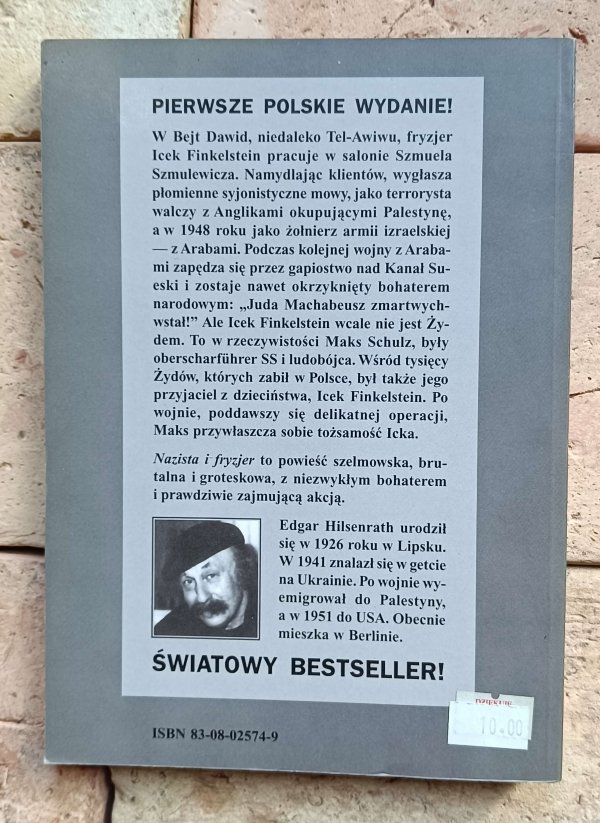 PIERWSZE POLSKIE WYDANIE!
W Bejt Dawid, niedaleko Tel-Awiwu, fryzjer
Icek Finkelstein pracuje w salonie Szmuela
Szmulewicza. Namydlając klientów, wygłasza
płomienne syjonistyczne mowy, jako terrorysta
walczy z Anglikami okupującymi Palestynę,
a w 1948 roku jako żołnierz armii izraelskiej
— z Arabami. Podczas kolejnej wojny z Araba-
mi zapędza się przez gapiostwo nad Kanał Su-
eski i zostaje nawet okrzyknięty bohaterem
narodowym: „Juda i Machabeusz zmartwych-
wstał!” Ale Icek Finkelstein wcale nie jest Ży-
dem. To w rzeczywistości Maks Schulz, były
oberscharführer SS i ludobójca. Wśród tysięcy
Żydów, których zabił w Polsce, był także jego
przyjaciel z dzieciństwa, Icek Finkelstein. Po
wojnie, poddawszy się delikatnej operacji,
Maks przywłaszcza sobie tożsamość Icka.
Nazista i fryzjer to powieść szelmowska, bru-
talna i groteskowa, z niezwykłym bohaterem
i prawdziwie zajmującą akcją.
Edgar Hilsenrath urodził
się w 1926 roku w Lipsku.
W 1941 znalazł się w getcie
na Ukrainie. Po wojnie wy-
emigrował do Palestyny,
a w 1951 do USA. Obecnie
mieszka w Berlinie.
ŚWIATOWY BESTSELLER!
DZIĘKUJĘ
10.00
ISBN 83-08-02574-9